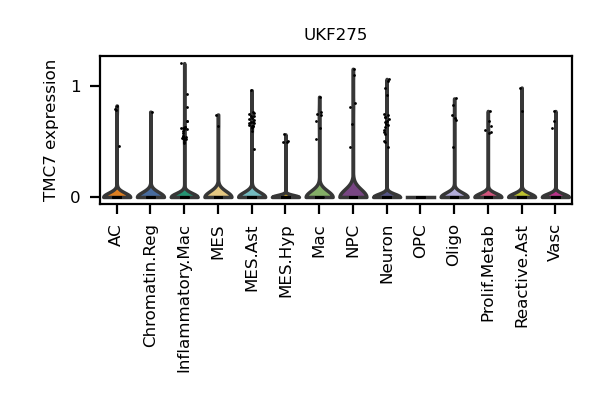 UKF275
TMC7 expression
1
0
AC
Chromatin.Reg
Inflammatory.Mac
MES
MES.Ast
MES.Hyp
Mac
NPC
Neuron
OPC
Oligo
Prolif.Metab
Reactive.Ast
Vasc